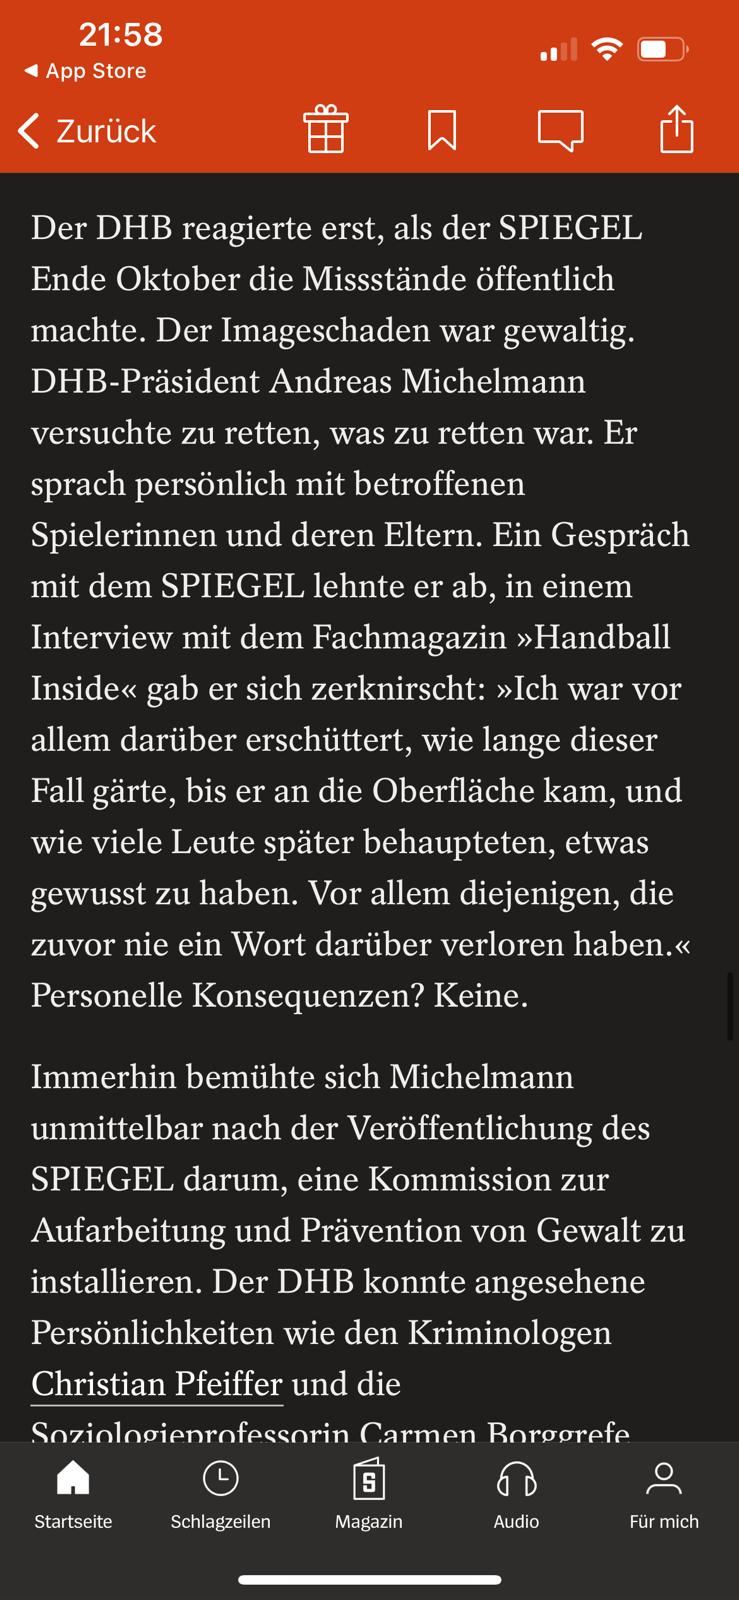 21:58
App Store
Zurück
Der DHB reagierte erst, als der SPIEGEL
Ende Oktober die Missstände öffentlich
machte. Der Imageschaden war gewaltig.
DHB-Präsident Andreas Michelmann
versuchte zu retten, was zu retten war. Er
sprach persönlich mit betroffenen
Spielerinnen und deren Eltern. Ein Gespräch
mit dem SPIEGEL lehnte er ab, in einem
Interview mit dem Fachmagazin »Handball
Inside« gab er sich zerknirscht: »Ich war vor
allem darüber erschüttert, wie lange dieser
Fall gärte, bis er an die Oberfläche kam, und
wie viele Leute später behaupteten, etwas
gewusst zu haben. Vor allem diejenigen, die
zuvor nie ein Wort darüber verloren haben.«
Personelle Konsequenzen? Keine.
Immerhin bemühte sich Michelmann
unmittelbar nach der Veröffentlichung des
SPIEGEL darum, eine Kommission zur
Aufarbeitung und Prävention von Gewalt zu
installieren. Der DHB konnte angesehene
Persönlichkeiten wie den Kriminologen
Christian Pfeiffer und die
Soziologieprofessorin Carmen Borggrefe
S
Startseite
Schlagzeilen
Magazin
Audio
Für mich